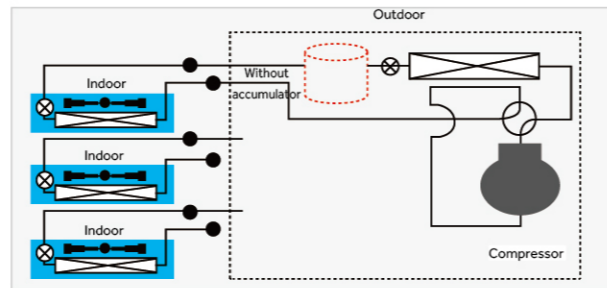 Outdoor
Indoor
Without
accumulator
Indoor
Indoor
Compressor